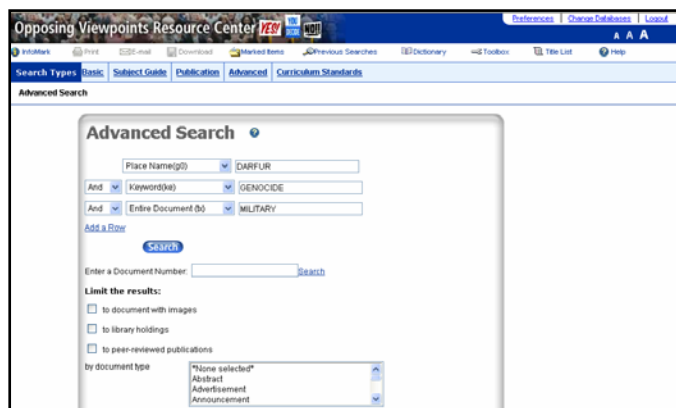 Preferences Change Databases Logout
Opposing Viewpoints Resource Center YES! YOU DECIDE NO!!
A A A
InfoMark Print E-mail Download Marked Items Previous Searches Dictionary Toolbox Title List Help
Search Types Basic Subject Guide Publication Advanced Curriculum Standards
Advanced Search
Advanced Search ?
Place Name(g0) DARFUR
And Keyword(ke) GENOCIDE
And Entire Document (tx) MILITARY
Add a Row
Search
Enter a Document Number: Search
Limit the results:
to document with images
to library holdings
to peer-reviewed publications
by document type *None selected*
Abstract
Advertisement
Announcement